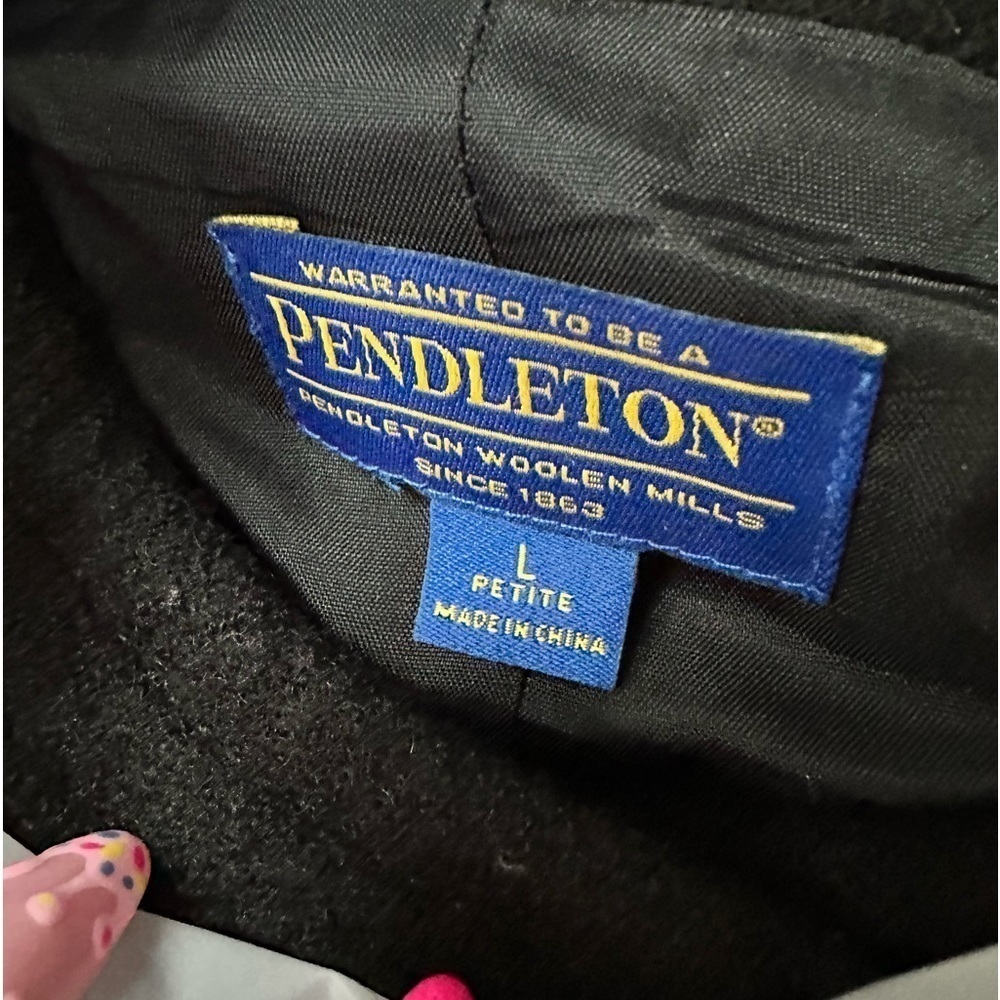 WARRANTED TO BE A
PENDLETON®
PENDLETON WOOLEN MILLS
SINCE 1863
L
PETITE
MADE IN CHINA